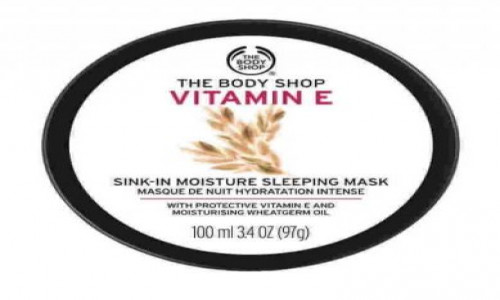 THE
BODY
SHOP
®
THE BODY SHOP
VITAMIN E
SINK-IN MOISTURE SLEEPING MASK
MASQUE DE NUIT HYDRATATION INTENSE
WITH PROTECTIVE VITAMIN E AND
MOISTURISING WHEATGERM OIL
100 ml 3.4 OZ (97g)